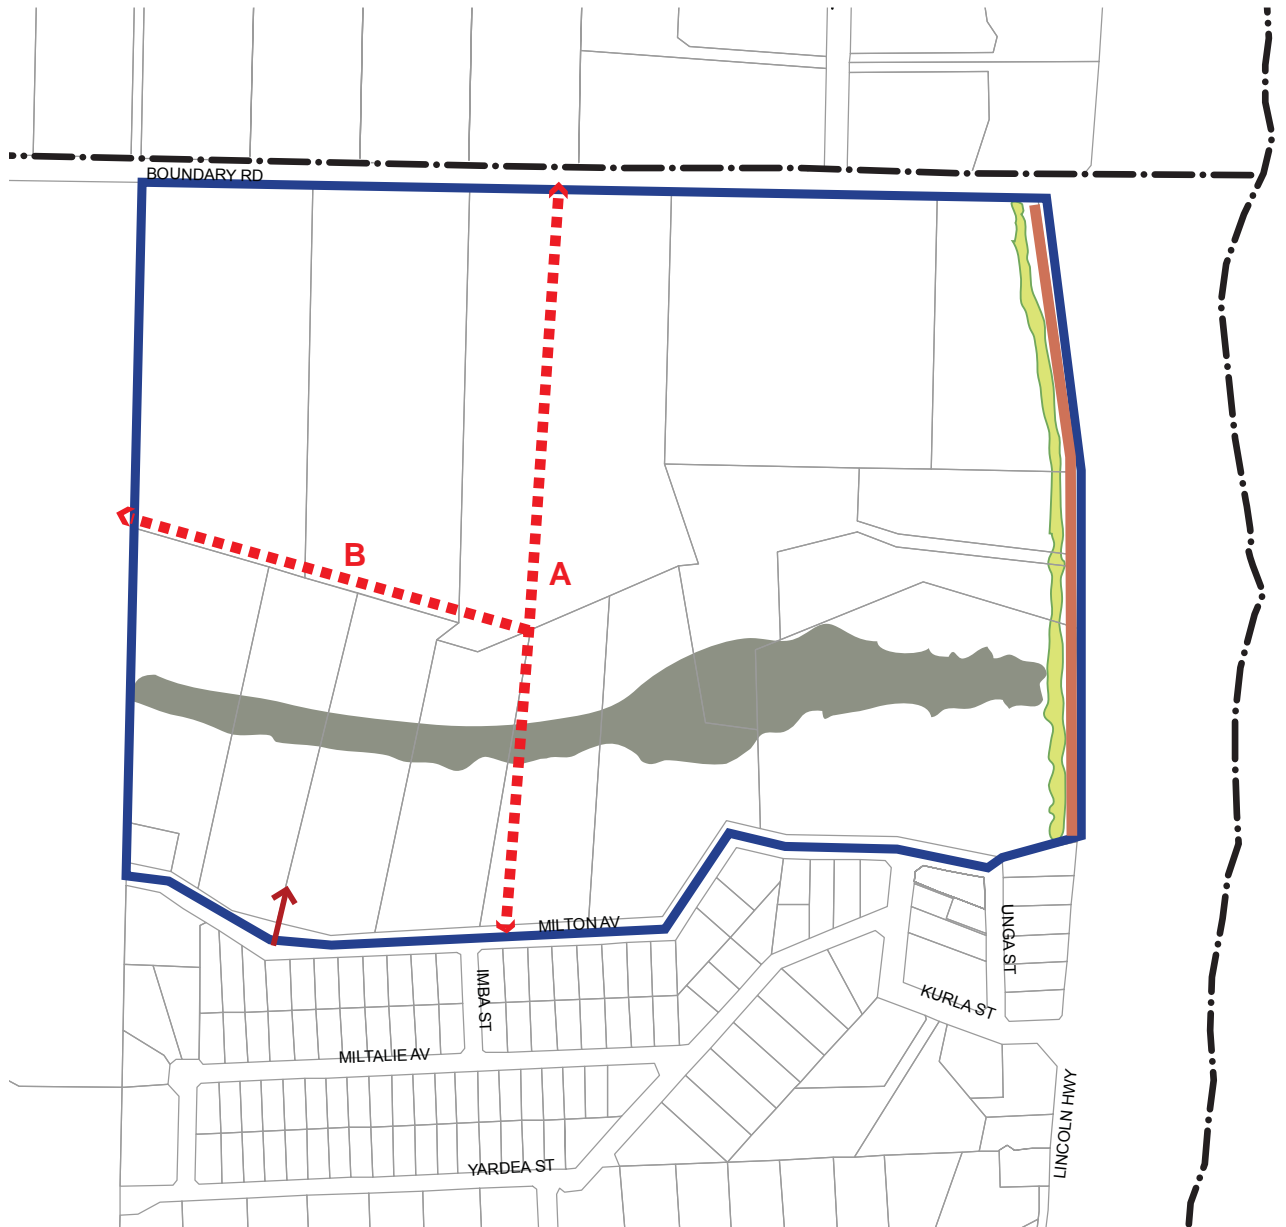 BOUNDARY RD
B
A
MILTON AV
UNGA ST
IMBA ST
KURLA ST
MILTALIE AV
LINCOLN HWY
YARDEA ST